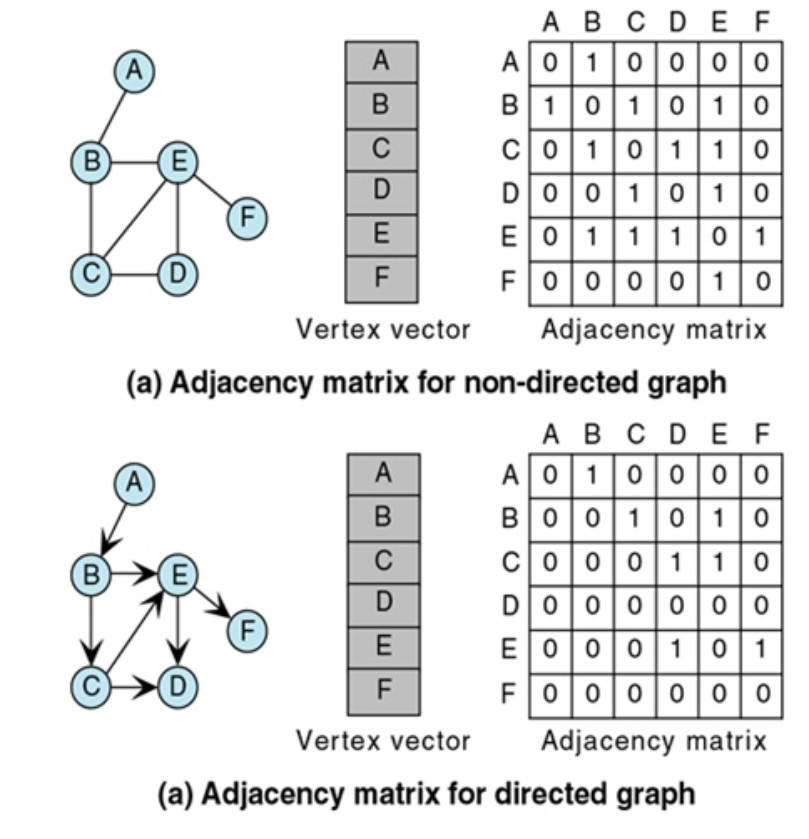 A B C D E F
A
A
A 0 1 0 0 0 0
B
B 1 0 1 0 1 0
B E
C
C 0 1 0 1 1 0
D
D 0 0 1 0 1 0
F
E
E 0 1 1 1 0 1
C D
F
F 0 0 0 0 1 0
Vertex vector
Adjacency matrix
(a) Adjacency matrix for non-directed graph
A B C D E F
A
A
A 0 1 0 0 0 0
B
B 0 0 1 0 1 0
B E
C
C 0 0 0 1 1 0
D
D 0 0 0 0 0 0
F
E
E 0 0 0 1 0 1
C D
F
F 0 0 0 0 0 0
Vertex vector
Adjacency matrix
(a) Adjacency matrix for directed graph